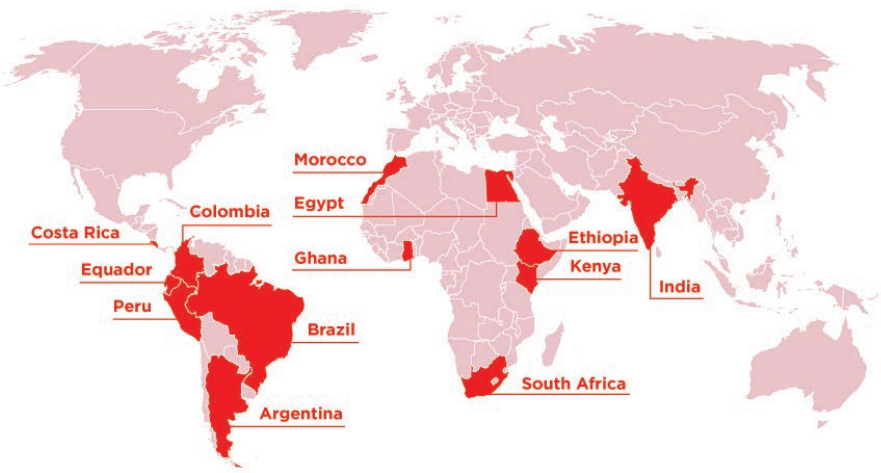 Morocco
Colombia
Egypt
Costa Rica
Ethiopia
Ghana
Equador
Kenya
India
Peru
Brazil
South Africa
Argentina